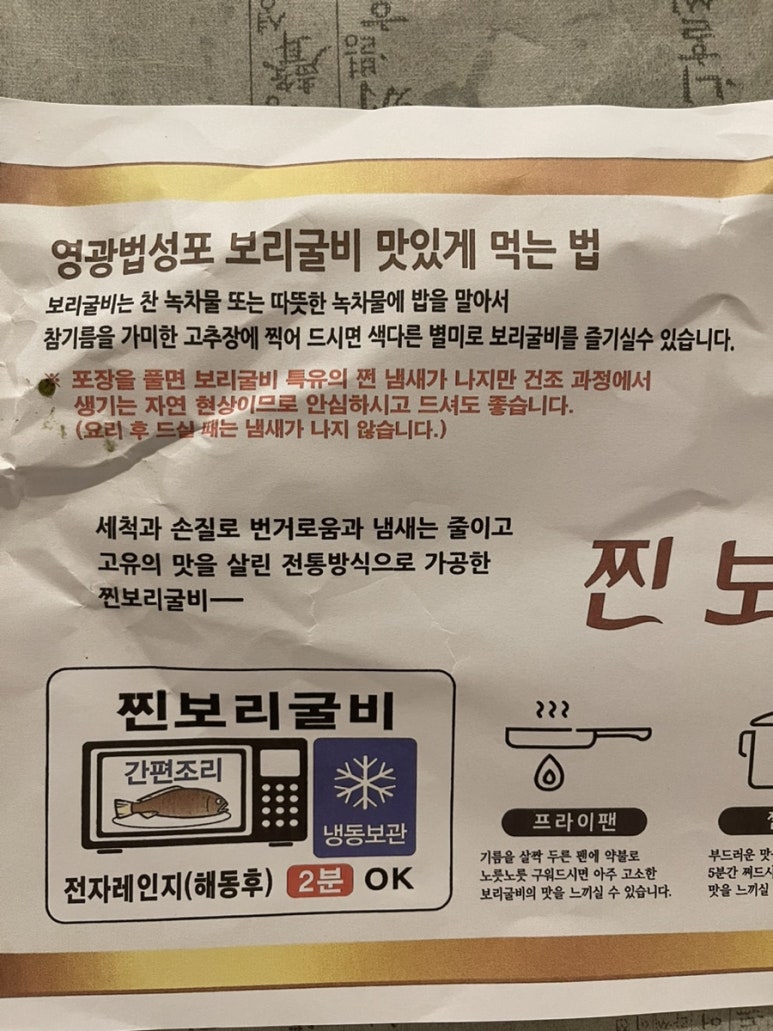 영광법성포 보리굴비 맛있게 먹는 법
보리굴비는 찬 녹차물 또는 따뜻한 녹차물에 밥을 말아서
참기름을 가미한 고추장에 찍어 드시면 색다른 별미로 보리굴비를 즐기실수 있습니다.
※ 포장을 풀면 보리굴비 특유의 쩐 냄새가 나지만 건조 과정에서
생기는 자연 현상이므로 안심하시고 드셔도 좋습니다.
(요리 후 드실 때는 냄새가 나지 않습니다.)
세척과 손질로 번거로움과 냄새는 줄이고
고유의 맛을 살린 전통방식으로 가공한
찐보리굴비
찐 보
찐보리굴비
간편조리
냉동보관
전자레인지(해동후) 2분 OK
프라이팬
기름을 살짝 두른 팬에 약불로
노릇노릇 구워드시면 아주 고소한
보리굴비의 맛을 느끼실 수 있습니다.
부드러운 맛
5분간 쪄드시
맛을 느끼실